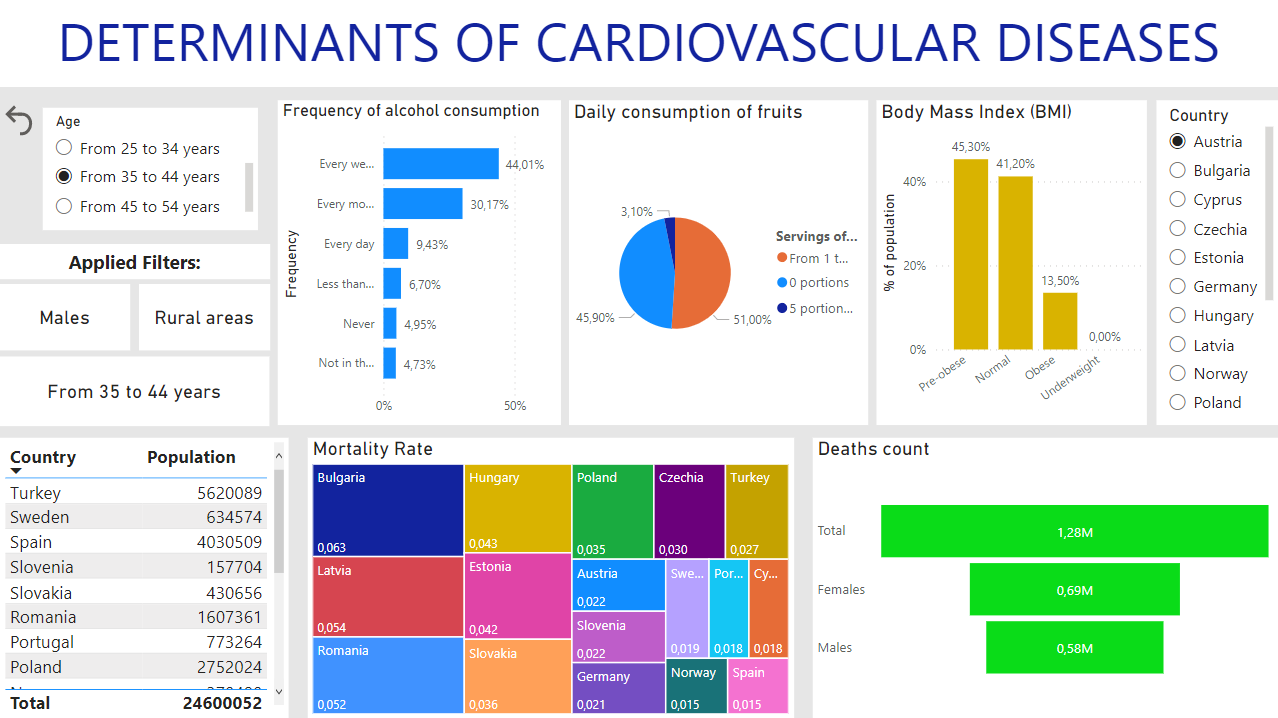 DETERMINANTS OF CARDIOVASCULAR DISEASES
Age
From 25 to 34 years
From 35 to 44 years
From 45 to 54 years
Applied Filters:
Males
Rural areas
From 35 to 44 years
Frequency of alcohol consumption
Frequency
Every we... 44,01%
Every mo... 30,17%
Every day 9,43%
Less than... 6,70%
Never 4,95%
Not in th... 4,73%
0% 50%
Daily consumption of fruits
3,10%
45,90%
51,00%
Servings of...
From 1 t...
0 portions
5 portion...
Body Mass Index (BMI)
% of population
40%
20%
0%
45,30%
41,20%
13,50%
0,00%
Pre-obese
Normal
Obese
Underweight
Country
Austria
Bulgaria
Cyprus
Czechia
Estonia
Germany
Hungary
Latvia
Norway
Poland
Country Population
Turkey 5620089
Sweden 634574
Spain 4030509
Slovenia 157704
Slovakia 430656
Romania 1607361
Portugal 773264
Poland 2752024
Total 24600052
Mortality Rate
Bulgaria
0,063
Latvia
0,054
Romania
0,052
Hungary
0,043
Estonia
0,042
Slovakia
0,036
Poland
0,035
Czechia
0,030
Turkey
0,027
Austria
0,022
Slovenia
0,022
Germany
0,021
Swe...
0,019
Por...
0,018
Cy...
0,018
Norway
0,015
Spain
0,015
Deaths count
Total 1,28M
Females 0,69M
Males 0,58M